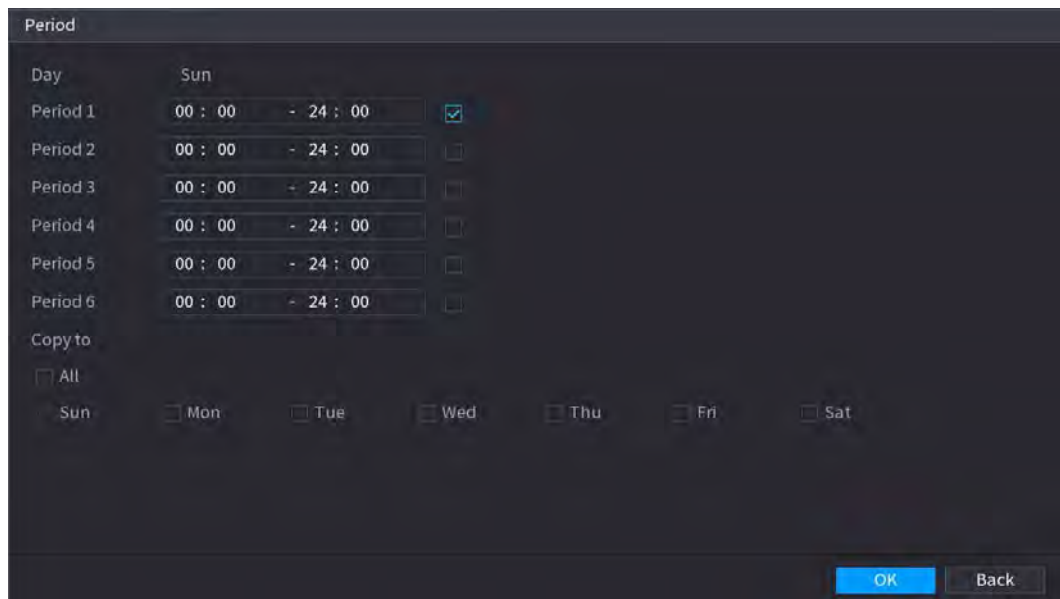 Period
Day Sun
Period 1 00 : 00 - 24 : 00
Period 2 00 : 00 - 24 : 00
Period 3 00 : 00 - 24 : 00
Period 4 00 : 00 - 24 : 00
Period 5 00 : 00 - 24 : 00
Period 6 00 : 00 - 24 : 00
Copy to
All
Sun Mon Tue Wed Thu Fri Sat
OK Back